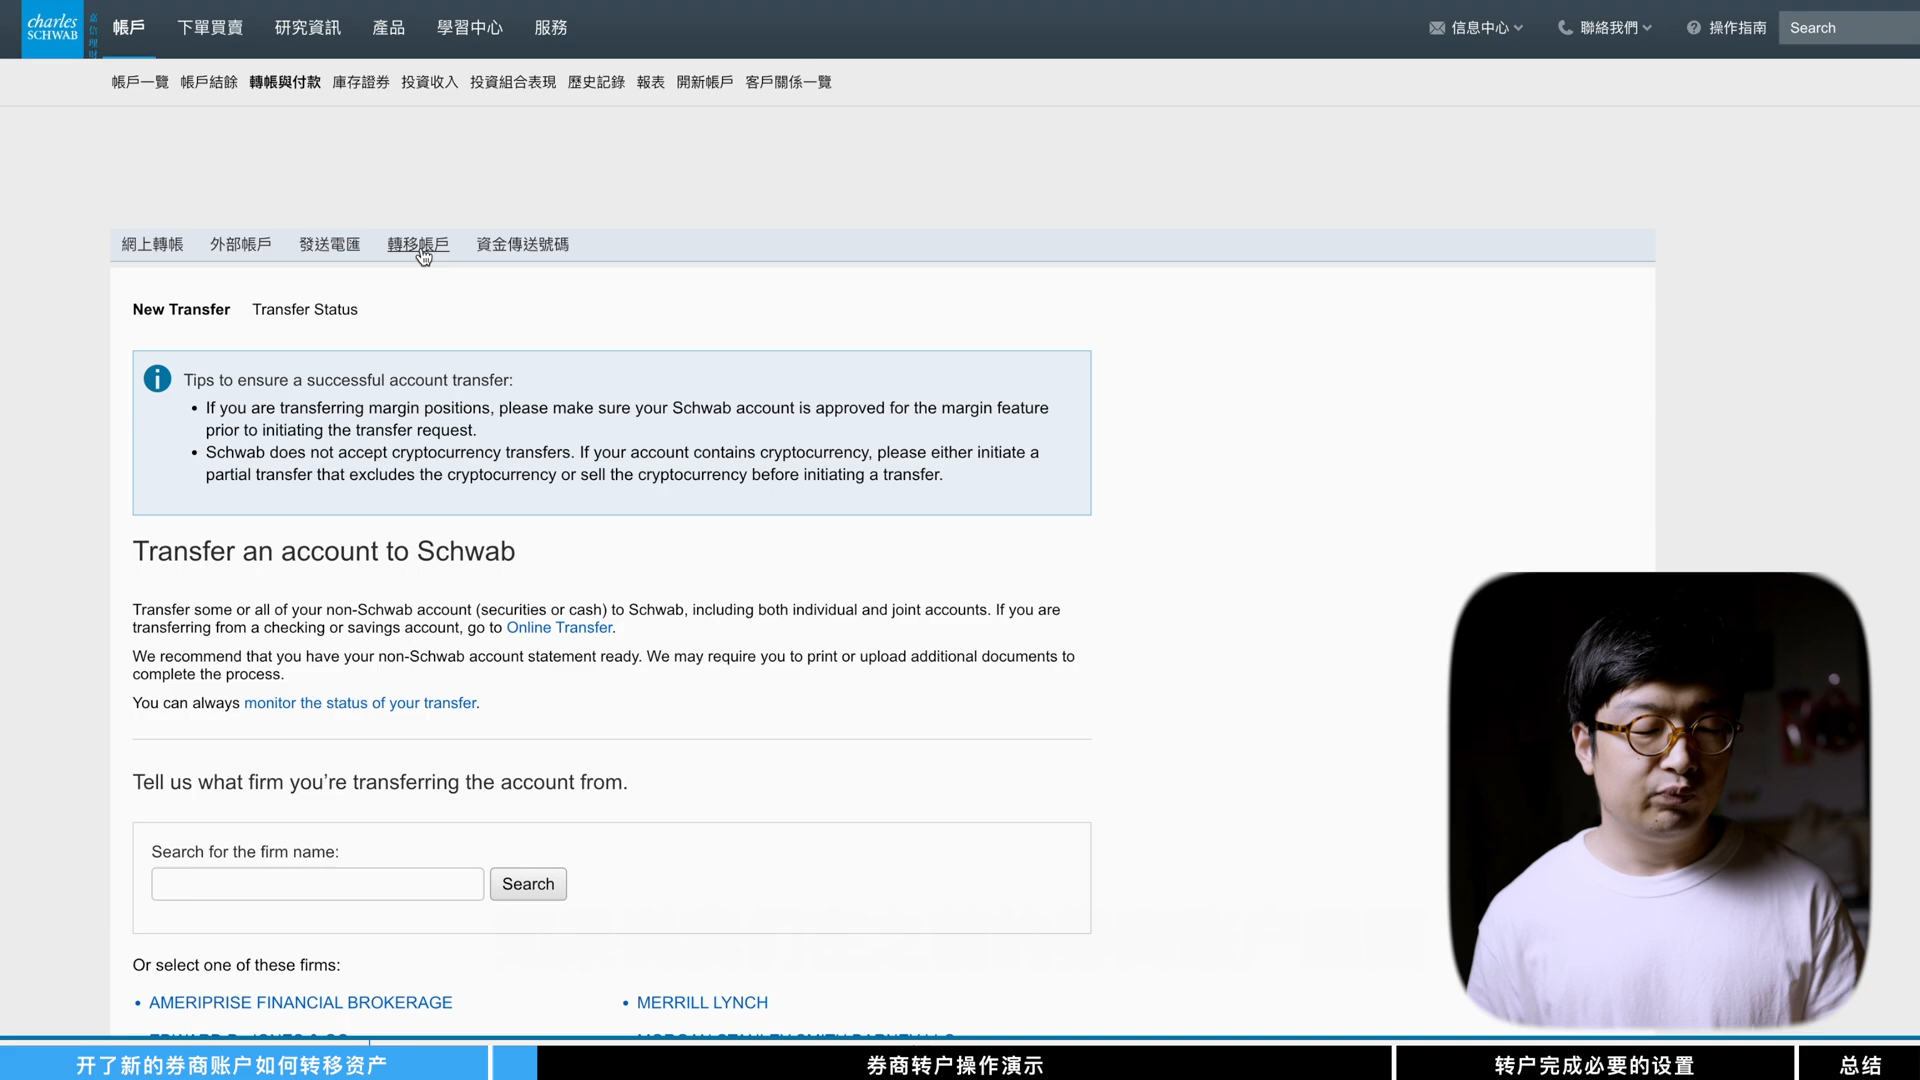 charles
SCHWAB
嘉信理財
帳戶 下單買賣 研究資訊 產品 學習中心 服務
信息中心 聯絡我們 操作指南 Search
帳戶一覽 帳戶結餘 轉帳與付款 庫存證券 投資收入 投資組合表現 歷史記錄 報表 開新帳戶 客戶關係一覽
網上轉帳 外部帳戶 發送電匯 轉移帳戶 資金傳送號碼
New Transfer Transfer Status
Tips to ensure a successful account transfer:
• If you are transferring margin positions, please make sure your Schwab account is approved for the margin feature
prior to initiating the transfer request.
• Schwab does not accept cryptocurrency transfers. If your account contains cryptocurrency, please either initiate a
partial transfer that excludes the cryptocurrency or sell the cryptocurrency before initiating a transfer.
Transfer an account to Schwab
Transfer some or all of your non-Schwab account (securities or cash) to Schwab, including both individual and joint accounts. If you are
transferring from a checking or savings account, go to Online Transfer.
We recommend that you have your non-Schwab account statement ready. We may require you to print or upload additional documents to
complete the process.
You can always monitor the status of your transfer.
Tell us what firm you’re transferring the account from.
Search for the firm name:
Search
Or select one of these firms:
• AMERIPRISE FINANCIAL BROKERAGE
• MERRILL LYNCH
开了新的券商账户如何转移资产 券商转户操作演示 转户完成必要的设置 总结